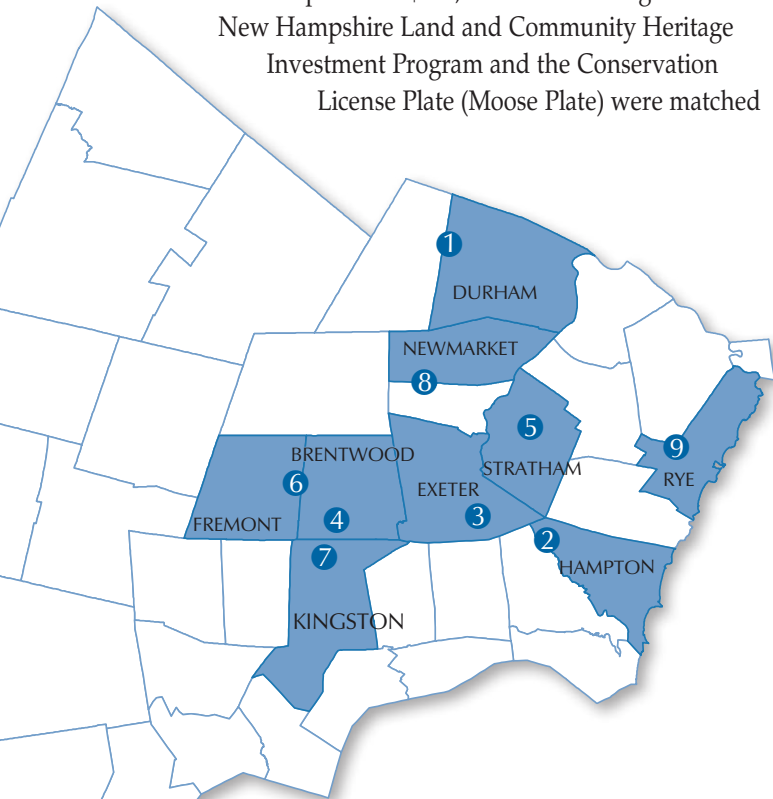 New Hampshire Land and Community Heritage
Investment Program and the Conservation
License Plate (Moose Plate) were matched
1
DURHAM
NEWMARKET
8
5
BRENTWOOD
9
STRATHAM
6
EXETER
RYE
4
3
FREMONT
2
7
HAMPTON
KINGSTON